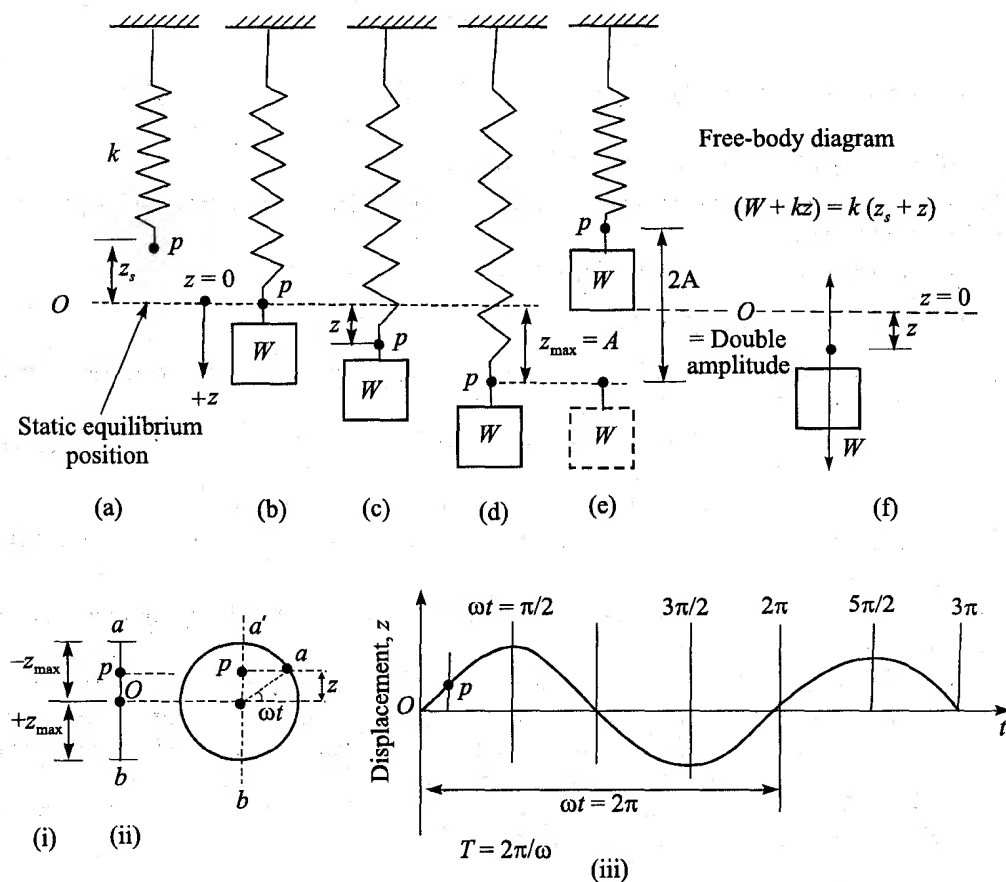 k
p
z_s
O
z = 0
+z
Static equilibrium
position
(a)
p
W
(b)
z
p
W
(c)
z_max = A
p
W
(d)
p
W
2A
= Double
amplitude
W
(e)
Free-body diagram
(W + kz) = k (z_s + z)
O
z = 0
z
W
(f)
a
–z_max
p
O
+z_max
b
(i)
(ii)
a′
p
a
z
ωt
b
Displacement, z
O
p
ωt = π/2
3π/2
2π
5π/2
3π
t
ωt = 2π
T = 2π/ω
(iii)